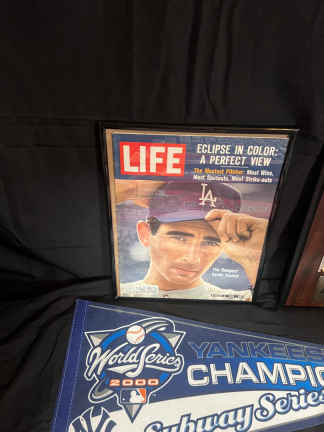 LIFE
ECLIPSE IN COLOR:
A PERFECT VIEW
The Mostest Pitcher: Most Wins,
Most Shutouts, Most Strike-outs
LA
The Dodgers'
Sandy Koufax
World Series
2000
YANKEES
CHAMPIO
Subway Series